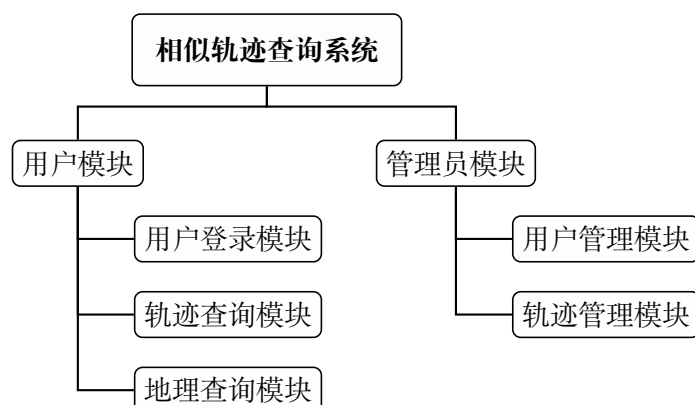 相似轨迹查询系统
用户模块
管理员模块
用户登录模块
用户管理模块
轨迹查询模块
轨迹管理模块
地理查询模块